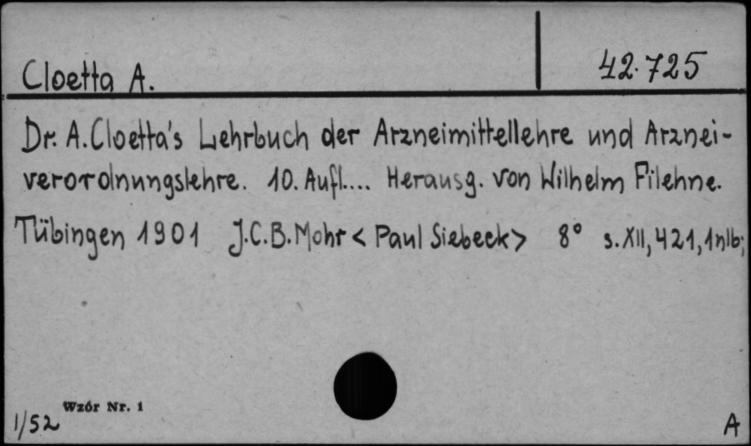 Cloetta A.
42.725
Dr. A. Cloetta's Lehrbuch der Arzneimittellehre und Arznei-
verordnungslehre. 10. Aufl.... Herausg. von Wilhelm Filehne.
Tübingen 1901 J.C.B. Mohr < Paul Siebeck > 8° s. XII, 421, 1nlb;
Wzór Nr. 1
1/52
A